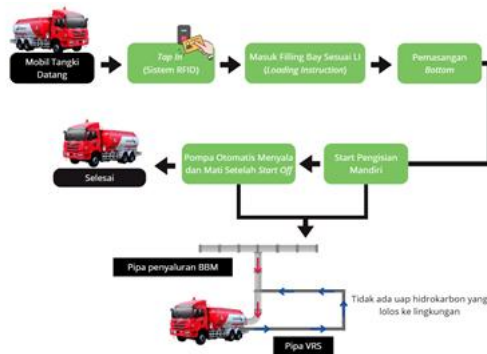 Mobil Tangki
Datang
Tap In
(Sistem RFID)
Masuk Filling Bay Sesuai LI
(Loading Instruction)
Pemasangan
Bottom
Selesai
Pompa Otomatis Menyala
dan Mati Setelah Start Off
Start Pengisian
Mandiri
Pipa penyaluran BBM
Tidak ada uap hidrokarbon yang
lolos ke lingkungan
Pipa VRS